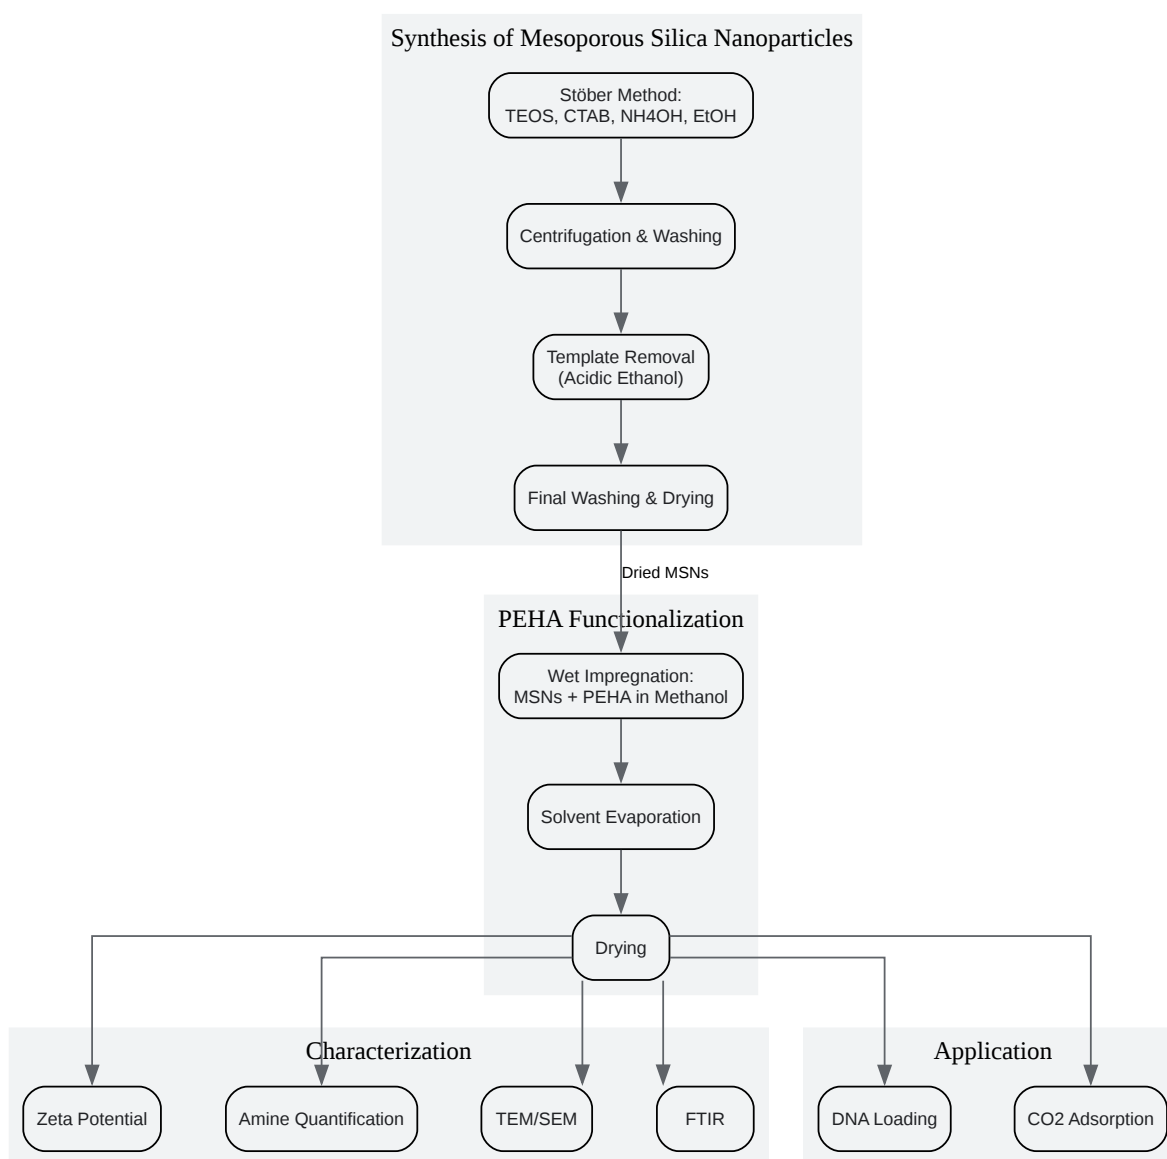 Synthesis of Mesoporous Silica Nanoparticles
Stöber Method:
TEOS, CTAB, NH4OH, EtOH
Centrifugation & Washing
Template Removal
(Acidic Ethanol)
Final Washing & Drying
Dried MSNs
PEHA Functionalization
Wet Impregnation:
MSNs + PEHA in Methanol
Solvent Evaporation
Drying
Characterization
Zeta Potential
Amine Quantification
TEM/SEM
FTIR
Application
DNA Loading
CO2 Adsorption